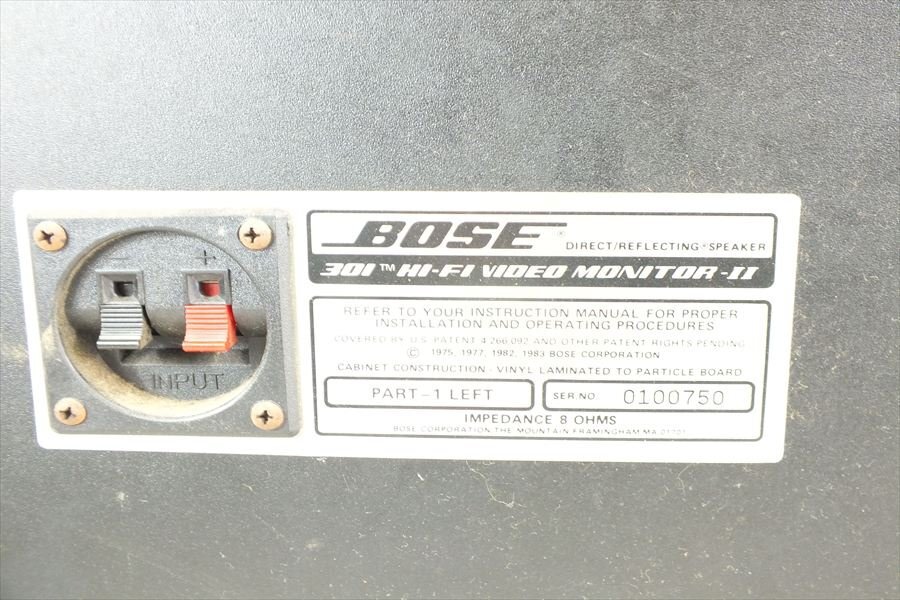 - +
INPUT
BOSE ®
DIRECT/REFLECTING® SPEAKER
301™ HI-FI VIDEO MONITOR-II
REFER TO YOUR INSTRUCTION MANUAL FOR PROPER
INSTALLATION AND OPERATING PROCEDURES
COVERED BY U.S. PATENT 4,266,092 AND OTHER PATENT RIGHTS PENDING.
© 1975, 1977, 1982, 1983 BOSE CORPORATION
CABINET CONSTRUCTION - VINYL LAMINATED TO PARTICLE BOARD
PART-1 LEFT
SER.NO. 0100750
IMPEDANCE 8 OHMS
BOSE CORPORATION THE MOUNTAIN FRAMINGHAM MA 01701